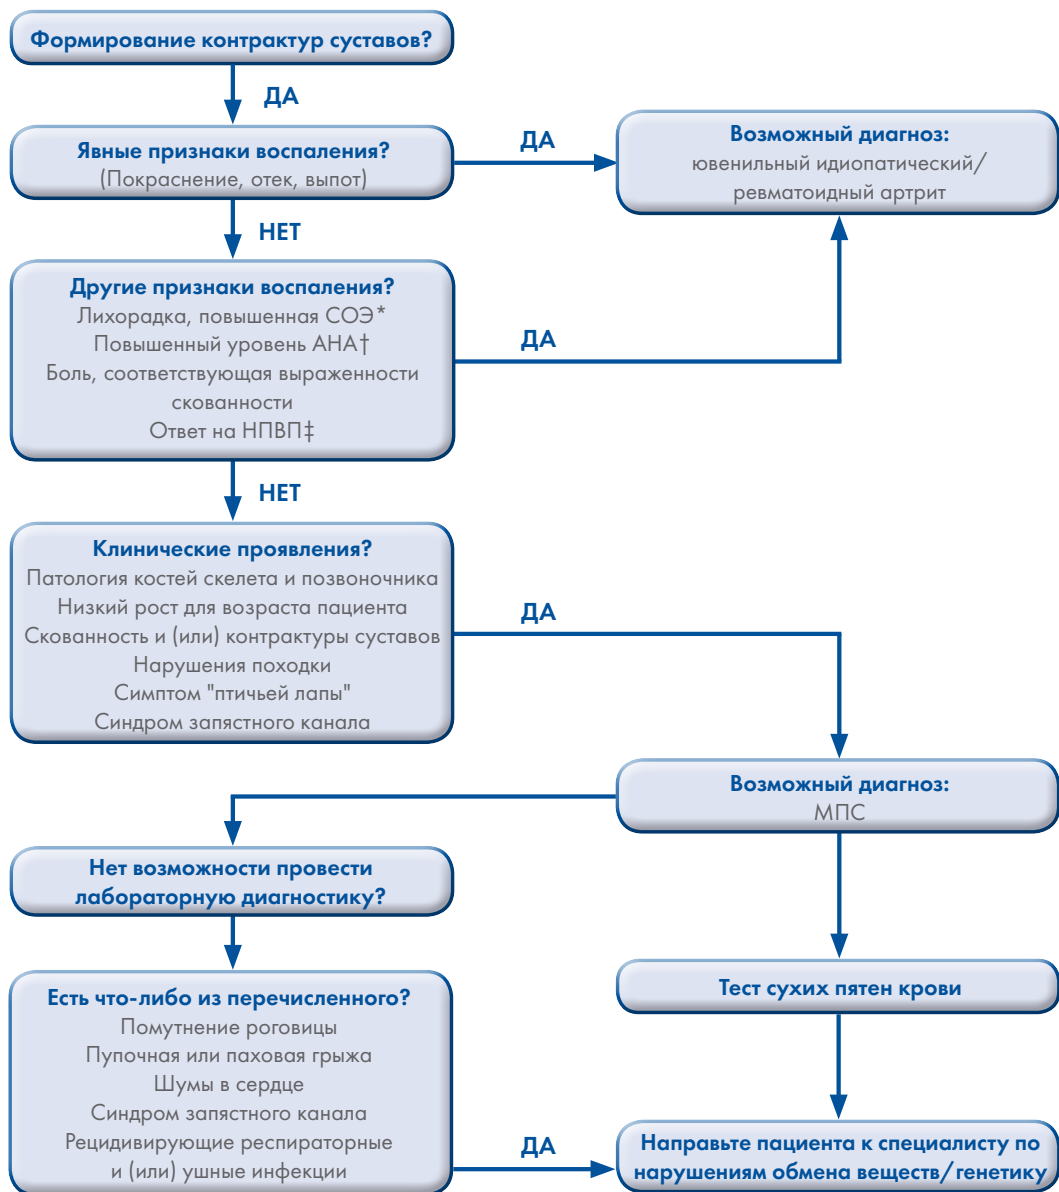 Формирование контрактур суставов?
ДА
Явные признаки воспаления?
(Покраснение, отек, выпот)
ДА
Возможный диагноз:
ювенильный идиопатический/
ревматоидный артрит
НЕТ
Другие признаки воспаления?
Лихорадка, повышенная СОЭ*
Повышенный уровень АНА†
Боль, соответствующая выраженности
скованности
Ответ на НПВП‡
ДА
НЕТ
Клинические проявления?
Патология костей скелета и позвоночника
Низкий рост для возраста пациента
Скованность и (или) контрактуры суставов
Нарушения походки
Симптом "птичьей лапы"
Синдром запястного канала
ДА
Возможный диагноз:
МПС
Нет возможности провести
лабораторную диагностику?
Есть что-либо из перечисленного?
Помутнение роговицы
Пупочная или паховая грыжа
Шумы в сердце
Синдром запястного канала
Рецидивирующие респираторные
и (или) ушные инфекции
ДА
Тест сухих пятен крови
Направьте пациента к специалисту по
нарушениям обмена веществ/генетику